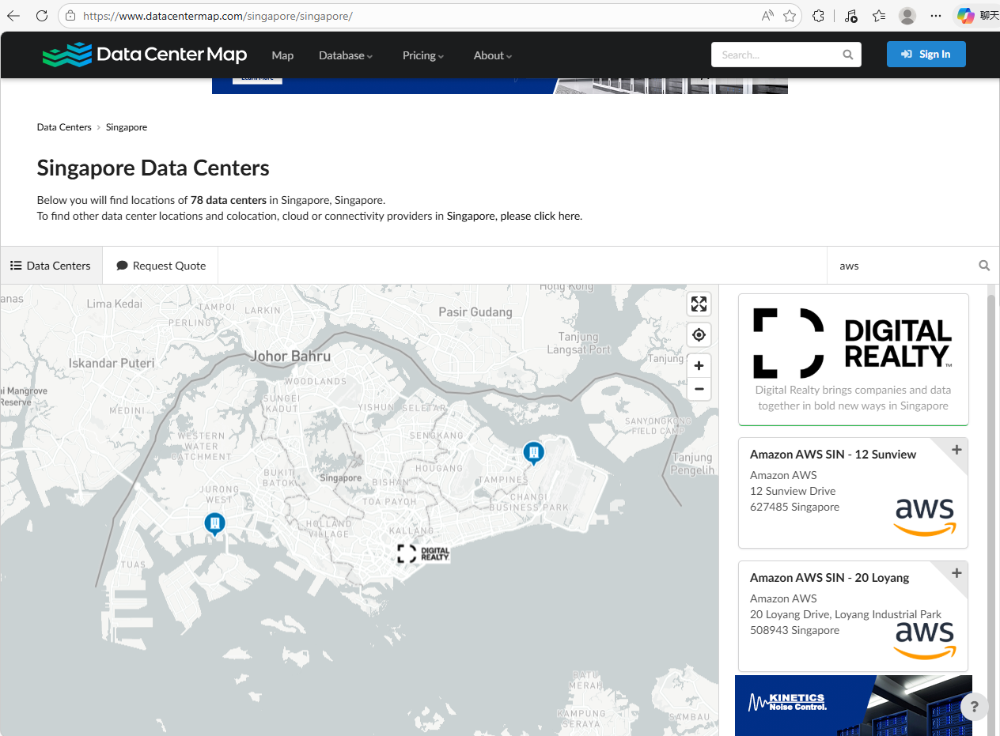 https://www.datacentermap.com/singapore/singapore/
聊天
Data Center Map
Map
Database
Pricing
About
Search...
Sign In
Learn More
Data Centers
Singapore
Singapore Data Centers
Below you will find locations of 78 data centers in Singapore, Singapore.
To find other data center locations and colocation, cloud or connectivity providers in Singapore, please click here.
Data Centers
Request Quote
aws
anas
Lima Kedai
TAMPOI
LARKIN
PERLING
Hong Kong
Pasir Gudang
Tanjung
Langsat Port
Tanjung
Iskandar Puteri
Johor Bahru
ai Mangrove
Reserve
MEDINI
WOODLANDS
SUNGEI
KADUT
YISHUN
SELETAR
SANYONGKONG
FIELD CAMP
Tanjung
Pengelih
WESTERN
WATER
CATCHMENT
SENGKANG
HOUGANG
BUKIT
BATOK
Singapore
BISHAN
TAMPINES
JURONG
WEST
TOA PAYOH
CHANGI
BUSINESS PARK
HOLLAND
VILLAGE
KALLANG
DIGITAL
REALTY
TUAS
BATU
MERAH
KAMPUNG
SERAYA
SAMBAU
DIGITAL
REALTY™
Digital Realty brings companies and data
together in bold new ways in Singapore
Amazon AWS SIN - 12 Sunview
Amazon AWS
12 Sunview Drive
627485 Singapore
aws
Amazon AWS SIN - 20 Loyang
Amazon AWS
20 Loyang Drive, Loyang Industrial Park
508943 Singapore
aws
KINETICS
Noise Control.
?